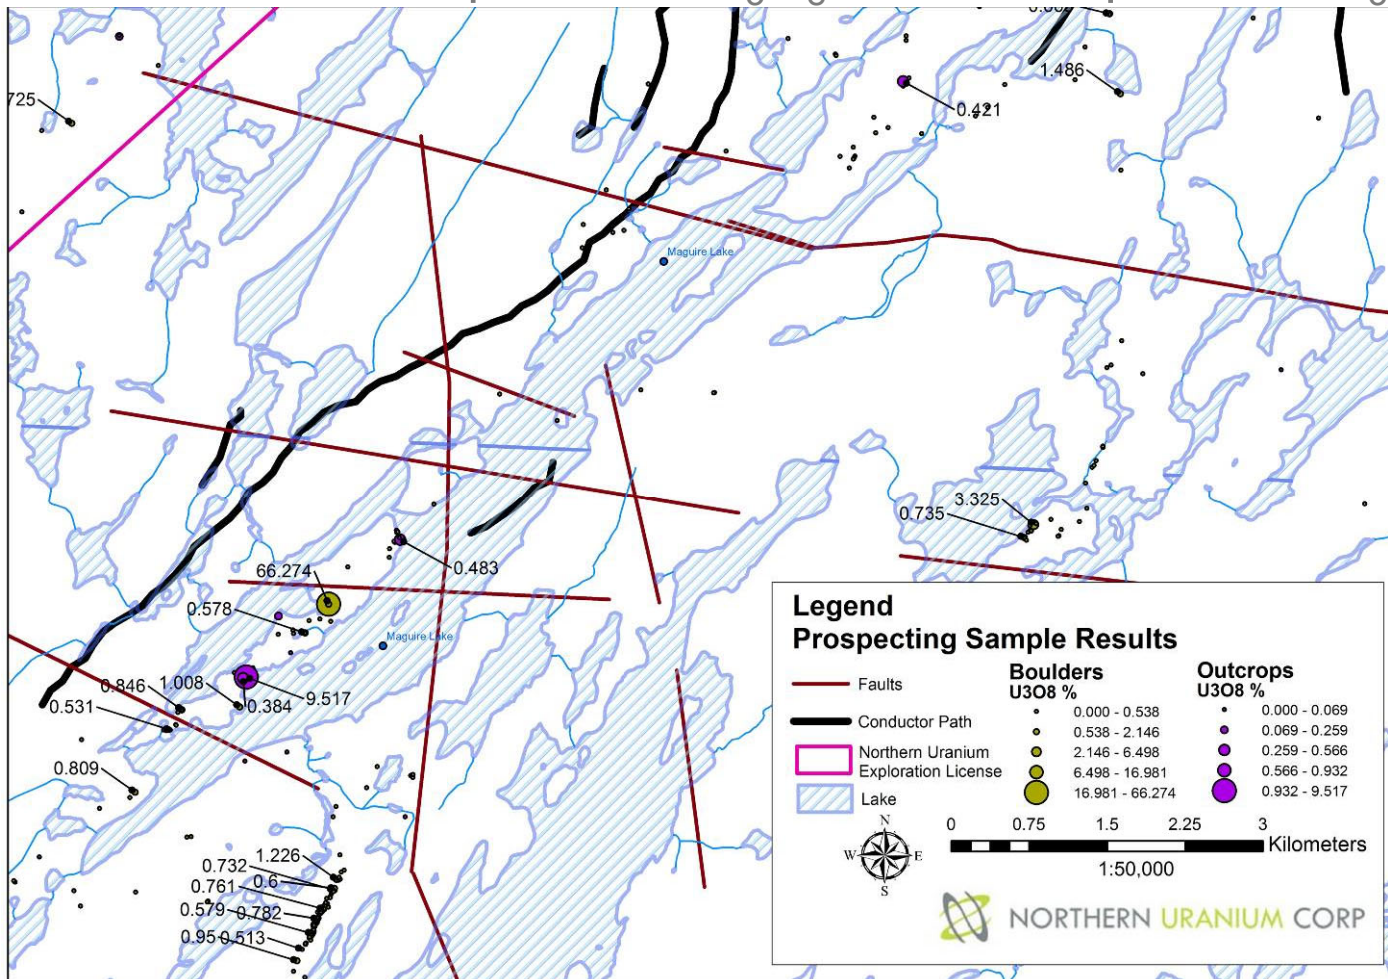 725
1.486
0.421
Maguire Lake
3.325
0.735
0.483
66.274
0.578
Maguire Lake
0.846
1.008
0.384
9.517
0.531
0.809
1.226
0.732
0.6
0.761
0.579
0.782
0.95
0.513
Legend
Prospecting Sample Results
Faults
Conductor Path
Northern Uranium
Exploration License
Lake
Boulders
U3O8 %
0.000 - 0.538
0.538 - 2.146
2.146 - 6.498
6.498 - 16.981
16.981 - 66.274
Outcrops
U3O8 %
0.000 - 0.069
0.069 - 0.259
0.259 - 0.566
0.566 - 0.932
0.932 - 9.517
N
W E
S
0 0.75 1.5 2.25 3
Kilometers
1:50,000
NORTHERN URANIUM CORP